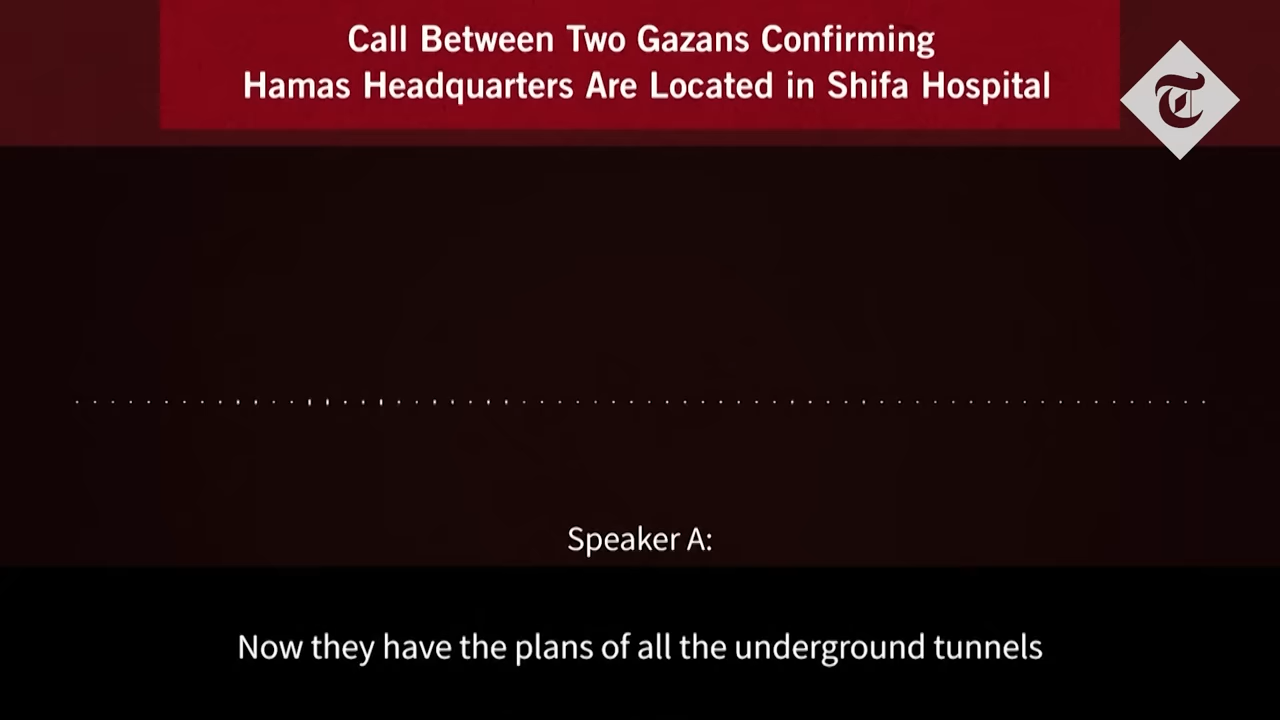 Call Between Two Gazans Confirming
Hamas Headquarters Are Located in Shifa Hospital
T
Speaker A:
Now they have the plans of all the underground tunnels